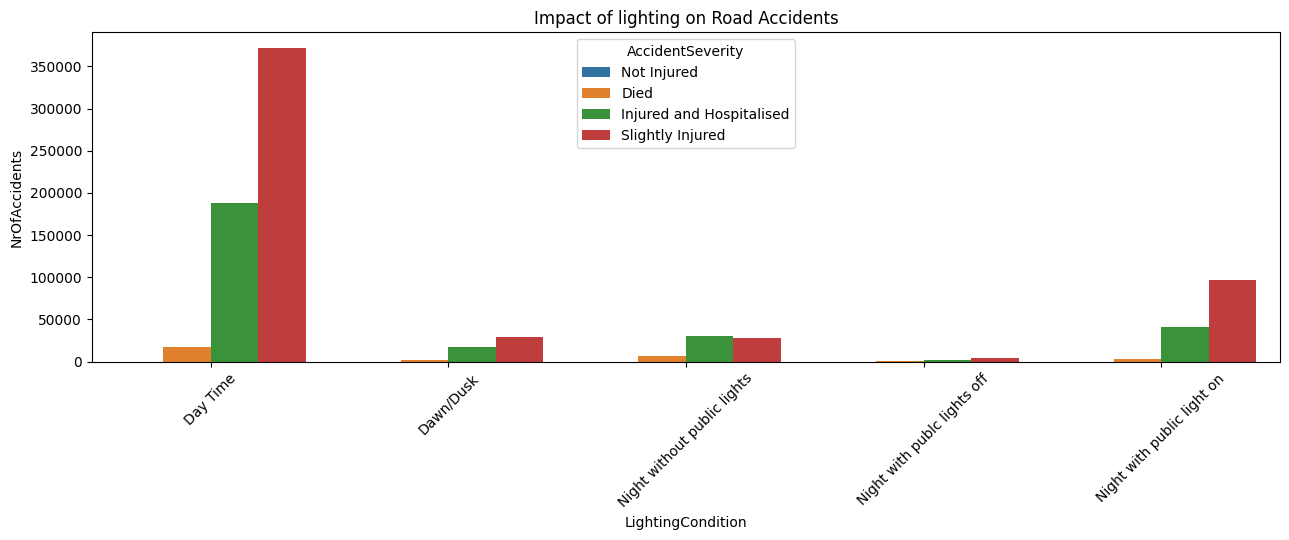 Impact of lighting on Road Accidents
AccidentSeverity
Not Injured
Died
Injured and Hospitalised
Slightly Injured
NrOfAccidents
350000
300000
250000
200000
150000
100000
50000
0
Day Time
Dawn/Dusk
Night without public lights
Night with publc lights off
Night with public light on
LightingCondition